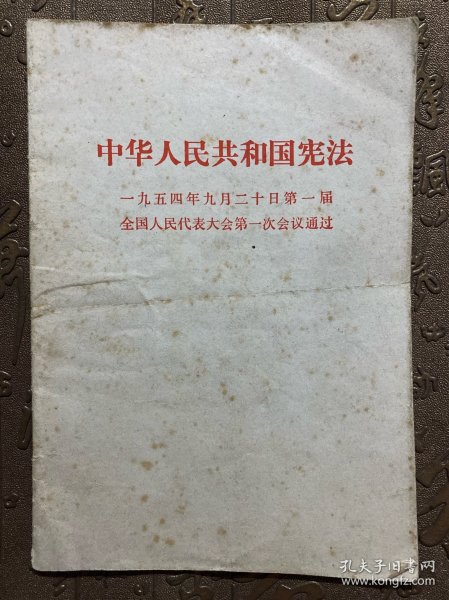 中华人民共和国宪法
一九五四年九月二十日第一届
全国人民代表大会第一次会议通过
孔夫子旧书网
www.kongfz.com